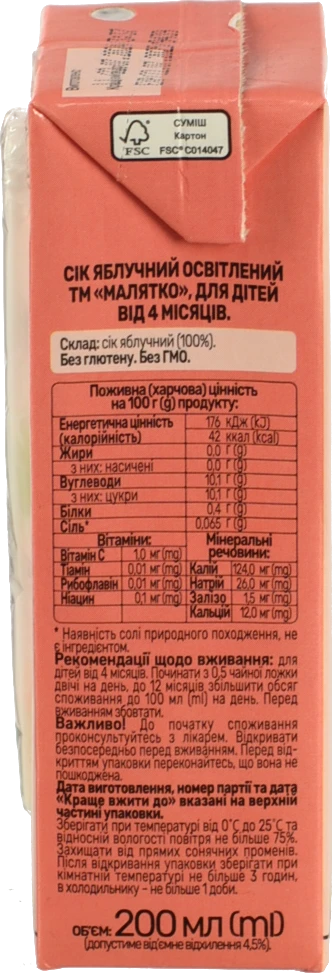 СУМІШ
Картон
FSC
FSC® C014047
СІК ЯБЛУЧНИЙ ОСВІТЛЕНИЙ
ТМ «МАЛЯТКО», ДЛЯ ДІТЕЙ
ВІД 4 МІСЯЦІВ.
Склад: сік яблучний (100%).
Без глютену. Без ГМО.
Поживна (харчова) цінність
на 100 г (g) продукту:
Енергетична цінність 176 кДж (kJ)
(калорійність) 42 ккал (kcal)
Жири 0,0 г (g)
з них: насичені 0,0 г (g)
Вуглеводи 10,1 г (g)
з них: цукри 10,1 г (g)
Білки 0,4 г (g)
Сіль* 0,065 г (g)
Вітаміни:
Вітамін С 1,0 мг (mg)
Тіамін 0,01 мг (mg)
Рибофлавін 0,01 мг (mg)
Ніацин 0,1 мг (mg)
Мінеральні
речовини:
Калій 124,0 мг (mg)
Натрій 26,0 мг (mg)
Залізо 1,5 мг (mg)
Кальцій 12,0 мг (mg)
* Наявність солі природного походження, не
є інгредієнтом.
Рекомендації щодо вживання: для
дітей від 4 місяців. Починати з 0,5 чайної ложки
двічі на день, до 12 місяців збільшити обсяг
споживання до 100 мл (ml) на день. Перед
вживанням збовтати.
Важливо! До початку споживання
проконсультуйтесь з лікарем. Відкривати
безпосередньо перед вживанням. Перед від-
криттям упаковки переконайтесь, що вона не
пошкоджена.
Дата виготовлення, номер партії та дата
«Краще вжити до» вказані на верхній
частині упаковки.
Зберігати при температурі від 0°С до 25°С та
відносній вологості повітря не більше 75%.
Захищати від прямих сонячних променів.
Після відкривання упаковки зберігати при
кімнатній температурі не більше 3 годин,
в холодильнику - не більше 1 доби.
ОБ'ЄМ: 200 МЛ (ml)
(допустиме від'ємне відхилення 4,5%).